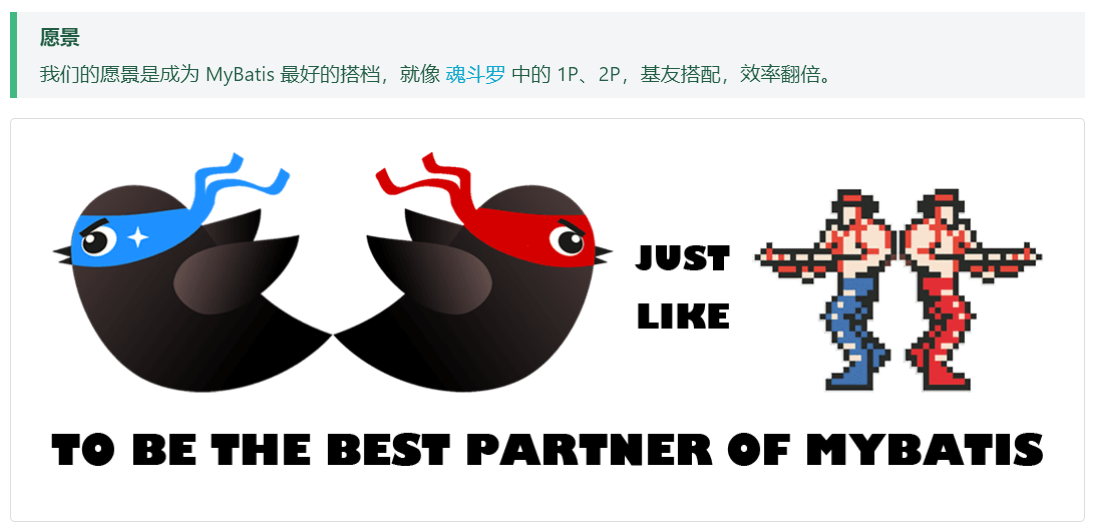 愿景
我们的愿景是成为 MyBatis 最好的搭档，就像 魂斗罗 中的 1P、2P，基友搭配，效率翻倍。
JUST
LIKE
TO BE THE BEST PARTNER OF MYBATIS